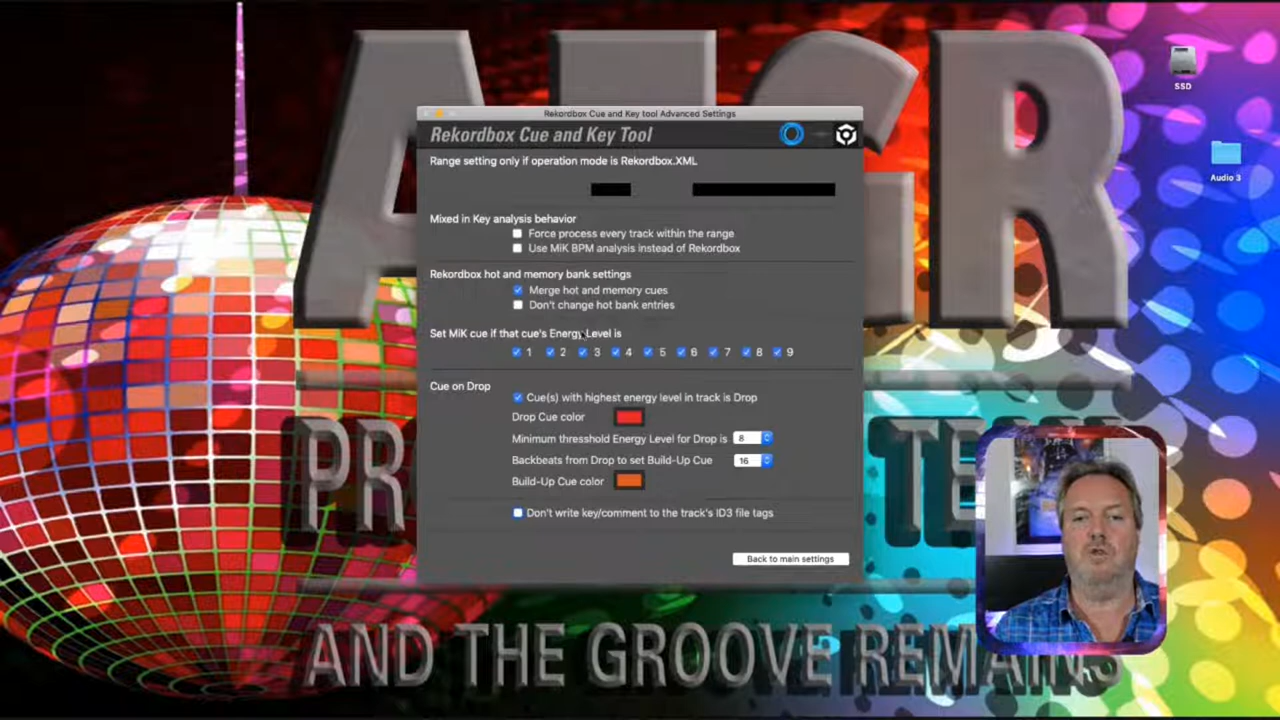 ATGR
SSD
Audio 3
Rekordbox Cue and Key tool Advanced Settings
Rekordbox Cue and Key Tool
Range setting only if operation mode is Rekordbox.XML
Mixed in Key analysis behavior
Force process every track within the range
Use MiK BPM analysis instead of Rekordbox
Rekordbox hot and memory bank settings
Merge hot and memory cues
Don't change hot bank entries
Set MiK cue if that cue's Energy Level is
1 2 3 4 5 6 7 8 9
Cue on Drop
Cue(s) with highest energy level in track is Drop
Drop Cue color
Minimum thresshold Energy Level for Drop is 8
Backbeats from Drop to set Build-Up Cue 16
Build-Up Cue color
Don't write key/comment to the track's ID3 file tags
Back to main settings
AND THE GROOVE REMAINS